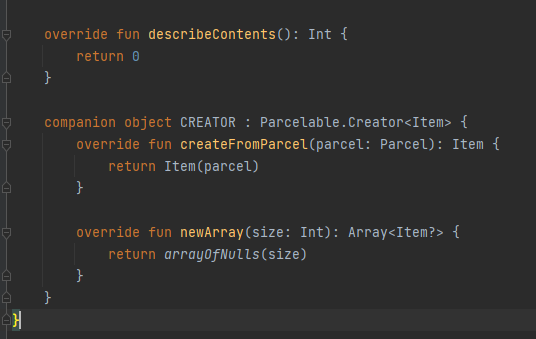 override fun describeContents(): Int {
return 0
}
companion object CREATOR : Parcelable.Creator<Item> {
override fun createFromParcel(parcel: Parcel): Item {
return Item(parcel)
}
override fun newArray(size: Int): Array<Item?> {
return arrayOfNulls(size)
}
}
}